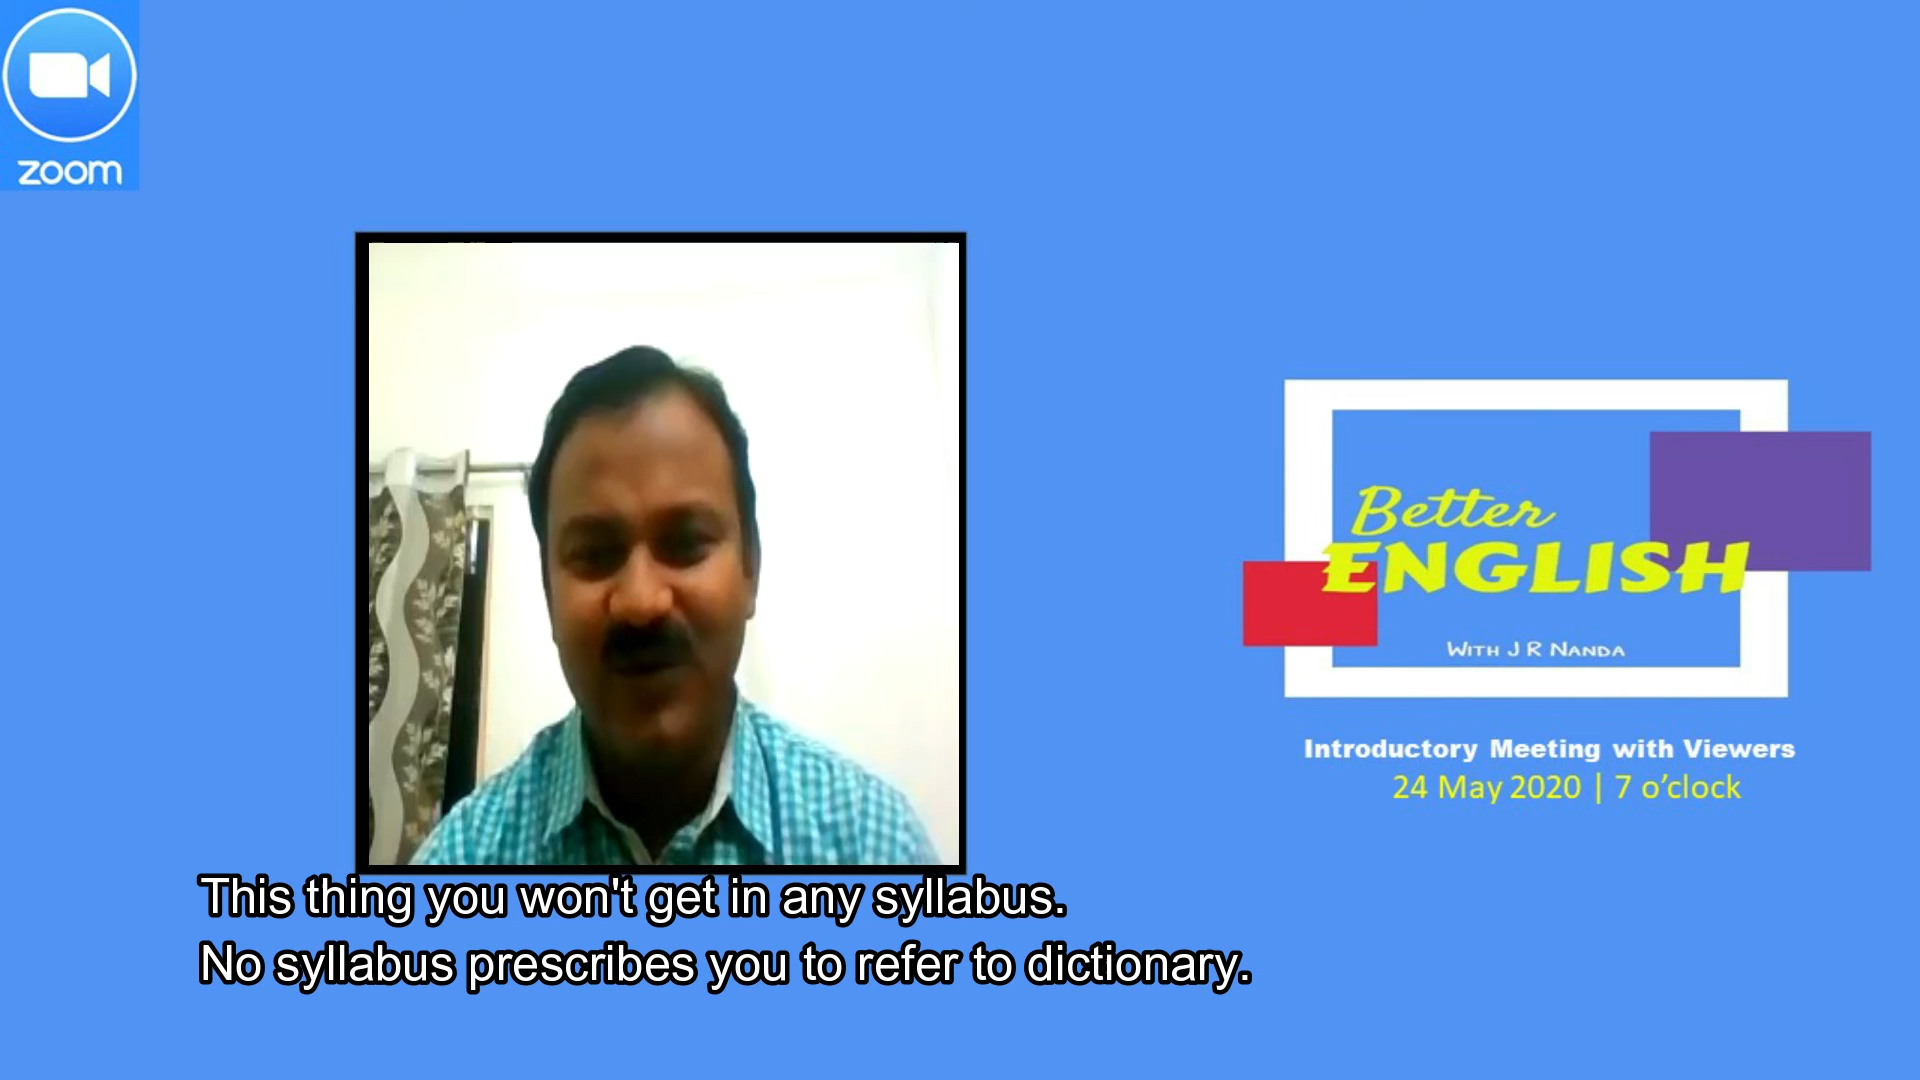 zoom
Better
ENGLISH
WITH J R NANDA
Introductory Meeting with Viewers
24 May 2020 | 7 o’clock
This thing you won't get in any syllabus.
No syllabus prescribes you to refer to dictionary.